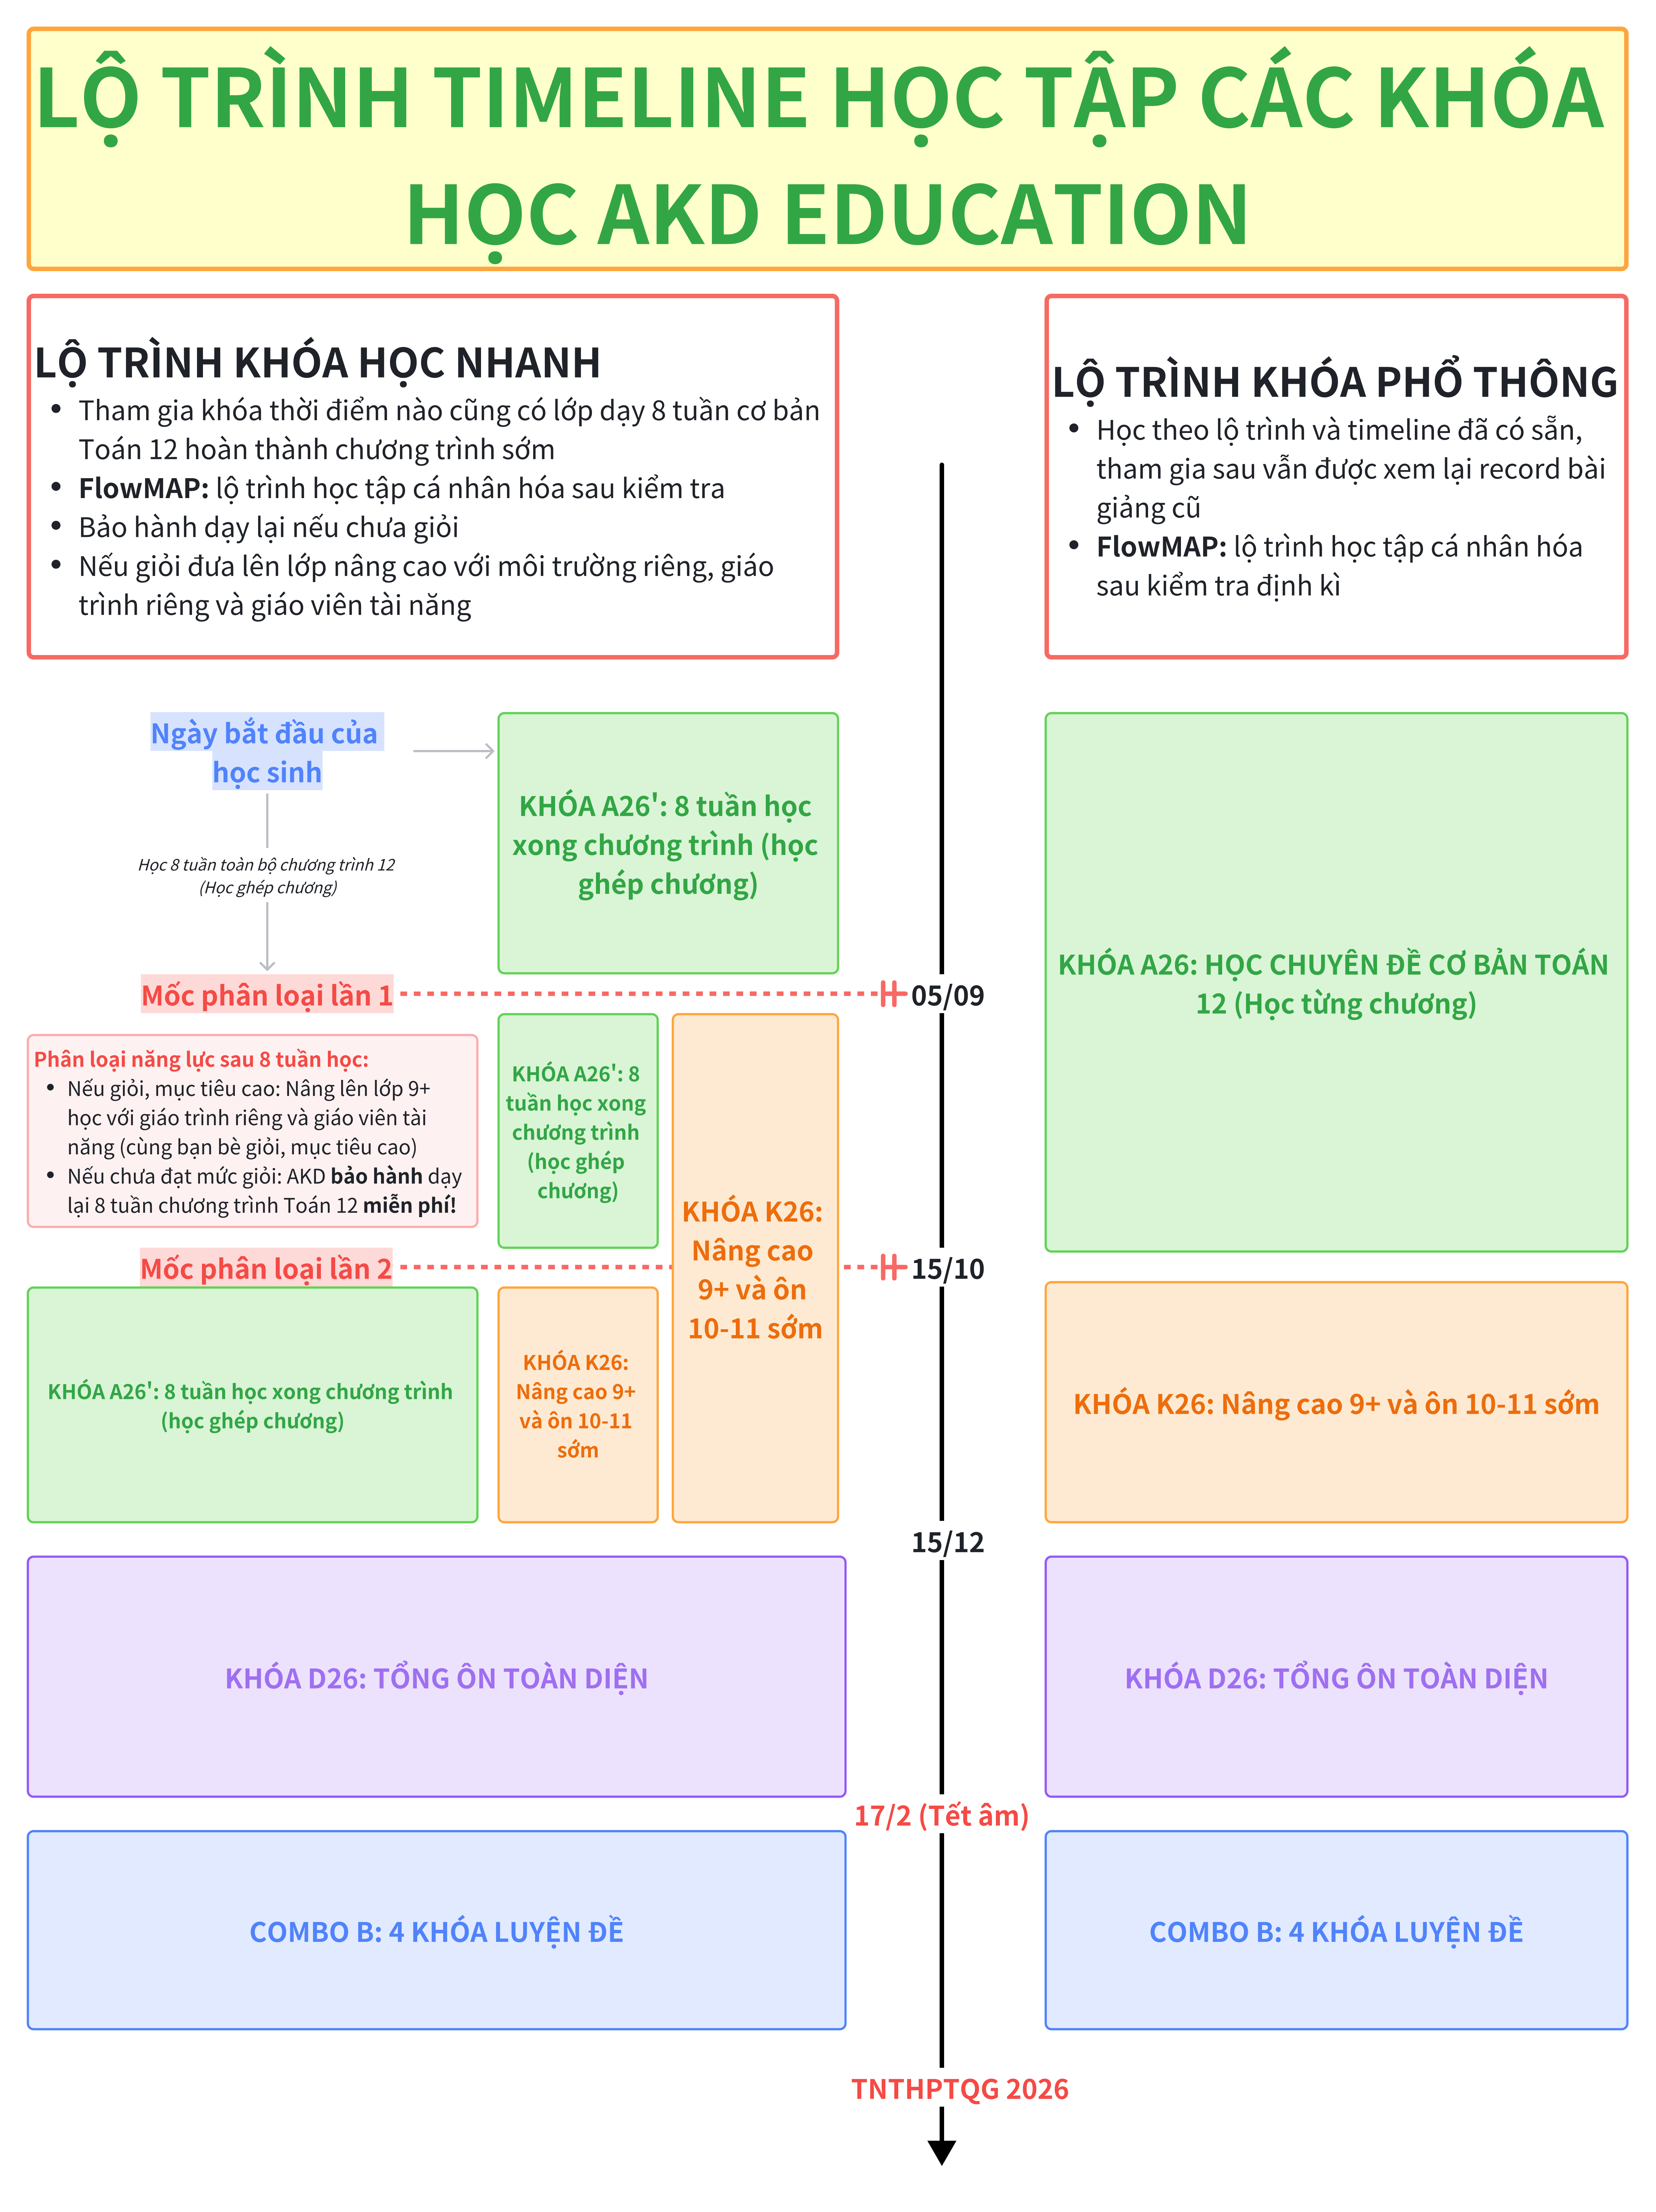 LỘ TRÌNH TIMELINE HỌC TẬP CÁC KHÓA
HỌC AKD EDUCATION
LỘ TRÌNH KHÓA HỌC NHANH
• Tham gia khóa thời điểm nào cũng có lớp dạy 8 tuần cơ bản
Toán 12 hoàn thành chương trình sớm
• FlowMAP: lộ trình học tập cá nhân hóa sau kiểm tra
• Bảo hành dạy lại nếu chưa giỏi
• Nếu giỏi đưa lên lớp nâng cao với môi trường riêng, giáo
trình riêng và giáo viên tài năng
LỘ TRÌNH KHÓA PHỔ THÔNG
• Học theo lộ trình và timeline đã có sẵn,
tham gia sau vẫn được xem lại record bài
giảng cũ
• FlowMAP: lộ trình học tập cá nhân hóa
sau kiểm tra định kì
Ngày bắt đầu của
học sinh
Học 8 tuần toàn bộ chương trình 12
(Học ghép chương)
KHÓA A26': 8 tuần học
xong chương trình (học
ghép chương)
KHÓA A26: HỌC CHUYÊN ĐỀ CƠ BẢN TOÁN
12 (Học từng chương)
Mốc phân loại lần 1
05/09
Phân loại năng lực sau 8 tuần học:
• Nếu giỏi, mục tiêu cao: Nâng lên lớp 9+
học với giáo trình riêng và giáo viên tài
năng (cùng bạn bè giỏi, mục tiêu cao)
• Nếu chưa đạt mức giỏi: AKD bảo hành dạy
lại 8 tuần chương trình Toán 12 miễn phí!
KHÓA A26': 8
tuần học xong
chương trình
(học ghép
chương)
KHÓA K26:
Nâng cao
9+ và ôn
10-11 sớm
Mốc phân loại lần 2
15/10
KHÓA A26': 8 tuần học xong chương trình
(học ghép chương)
KHÓA K26:
Nâng cao 9+
và ôn 10-11
sớm
KHÓA K26: Nâng cao 9+ và ôn 10-11 sớm
15/12
KHÓA D26: TỔNG ÔN TOÀN DIỆN
KHÓA D26: TỔNG ÔN TOÀN DIỆN
17/2 (Tết âm)
COMBO B: 4 KHÓA LUYỆN ĐỀ
COMBO B: 4 KHÓA LUYỆN ĐỀ
TNTHPTQG 2026